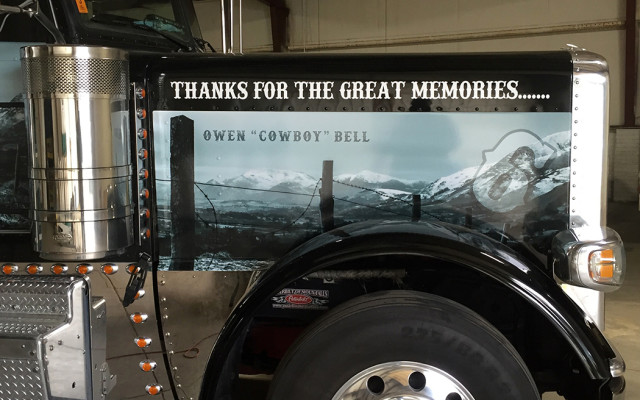 THANKS FOR THE GREAT MEMORIES.......
OWEN "COWBOY" BELL